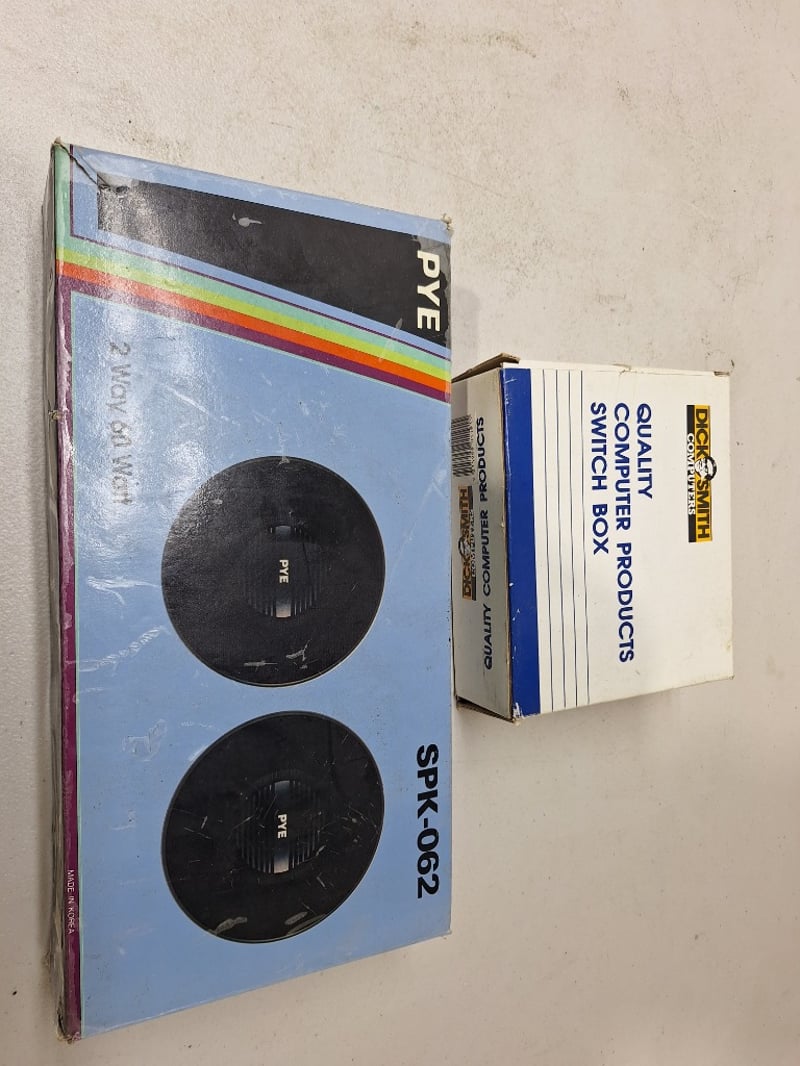 PYE
2 Way 60 Watt
PYE
PYE
SPK-062
MADE IN KOREA
DICK SMITH
COMPUTERS
QUALITY
COMPUTER PRODUCTS
SWITCH BOX
DICK SMITH
QUALITY COMPUTER PRODUCTS